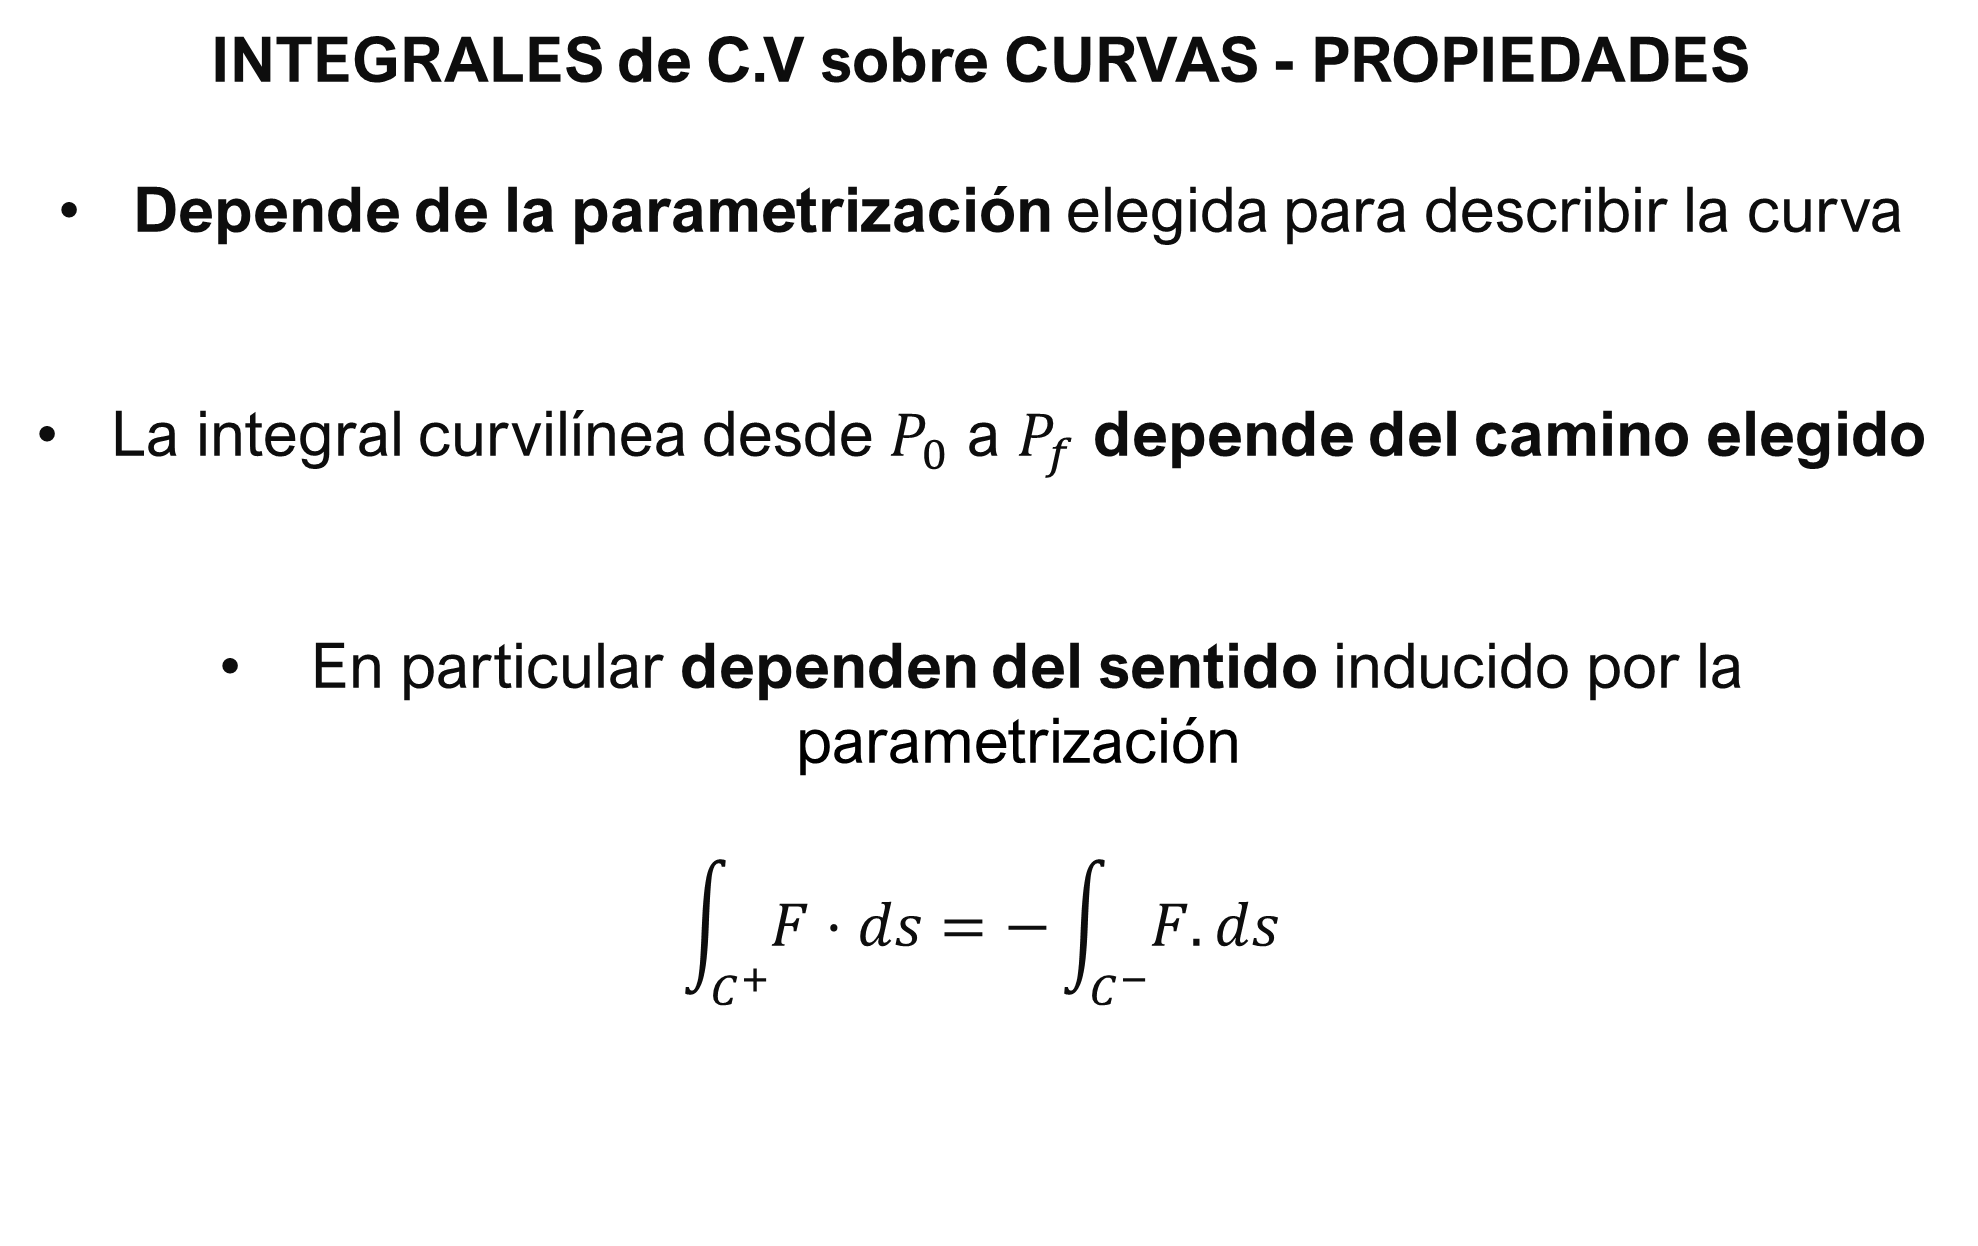 INTEGRALES de C.V sobre CURVAS - PROPIEDADES
• Depende de la parametrización elegida para describir la curva
• La integral curvilínea desde P₀ a P_f depende del camino elegido
• En particular dependen del sentido inducido por la
parametrización
∫_{C⁺} F · ds = − ∫_{C⁻} F. ds